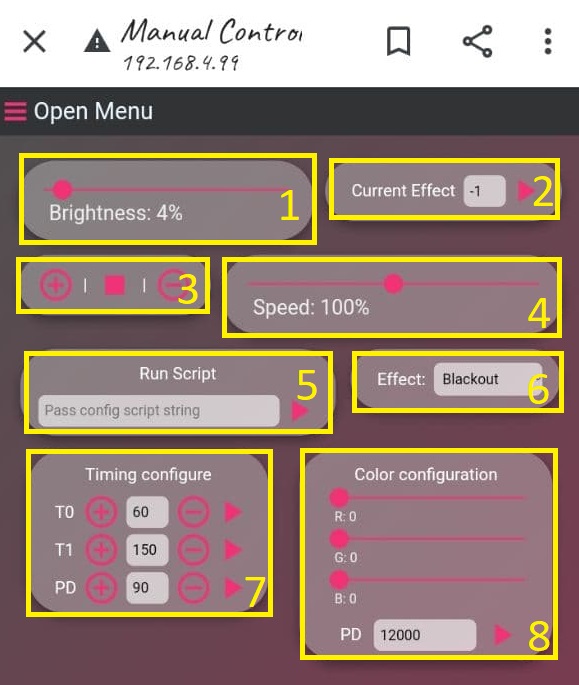 Manual Contro
192.168.4.99
Open Menu
Brightness: 4%
1
Current Effect -1
2
3
Speed: 100%
4
Run Script
5
Pass config script string
Effect: Blackout
6
Timing configure
T0 60
T1 150
PD 90
7
Color configuration
R: 0
G: 0
B: 0
PD 12000
8